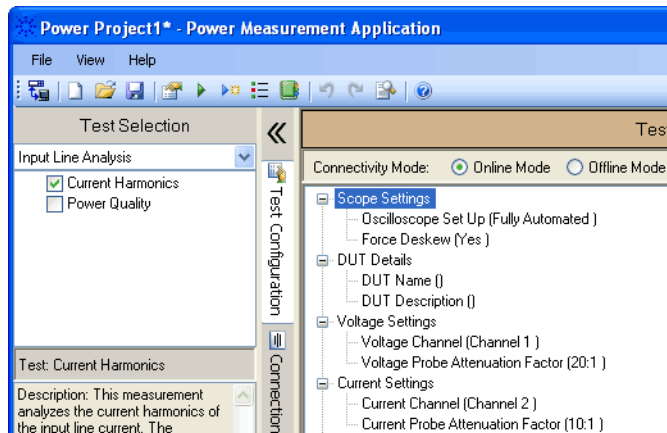 Power Project1* - Power Measurement Application
File View Help
Test Selection
Input Line Analysis
Current Harmonics
Power Quality
Test: Current Harmonics
Description: This measurement
analyzes the current harmonics of
the input line current. The
Test Configuration
Connection
Tes
Connectivity Mode: Online Mode Offline Mode
Scope Settings
Oscilloscope Set Up (Fully Automated )
Force Deskew (Yes )
DUT Details
DUT Name ()
DUT Description ()
Voltage Settings
Voltage Channel (Channel 1 )
Voltage Probe Attenuation Factor (20:1 )
Current Settings
Current Channel (Channel 2 )
Current Probe Attenuation Factor (10:1 )